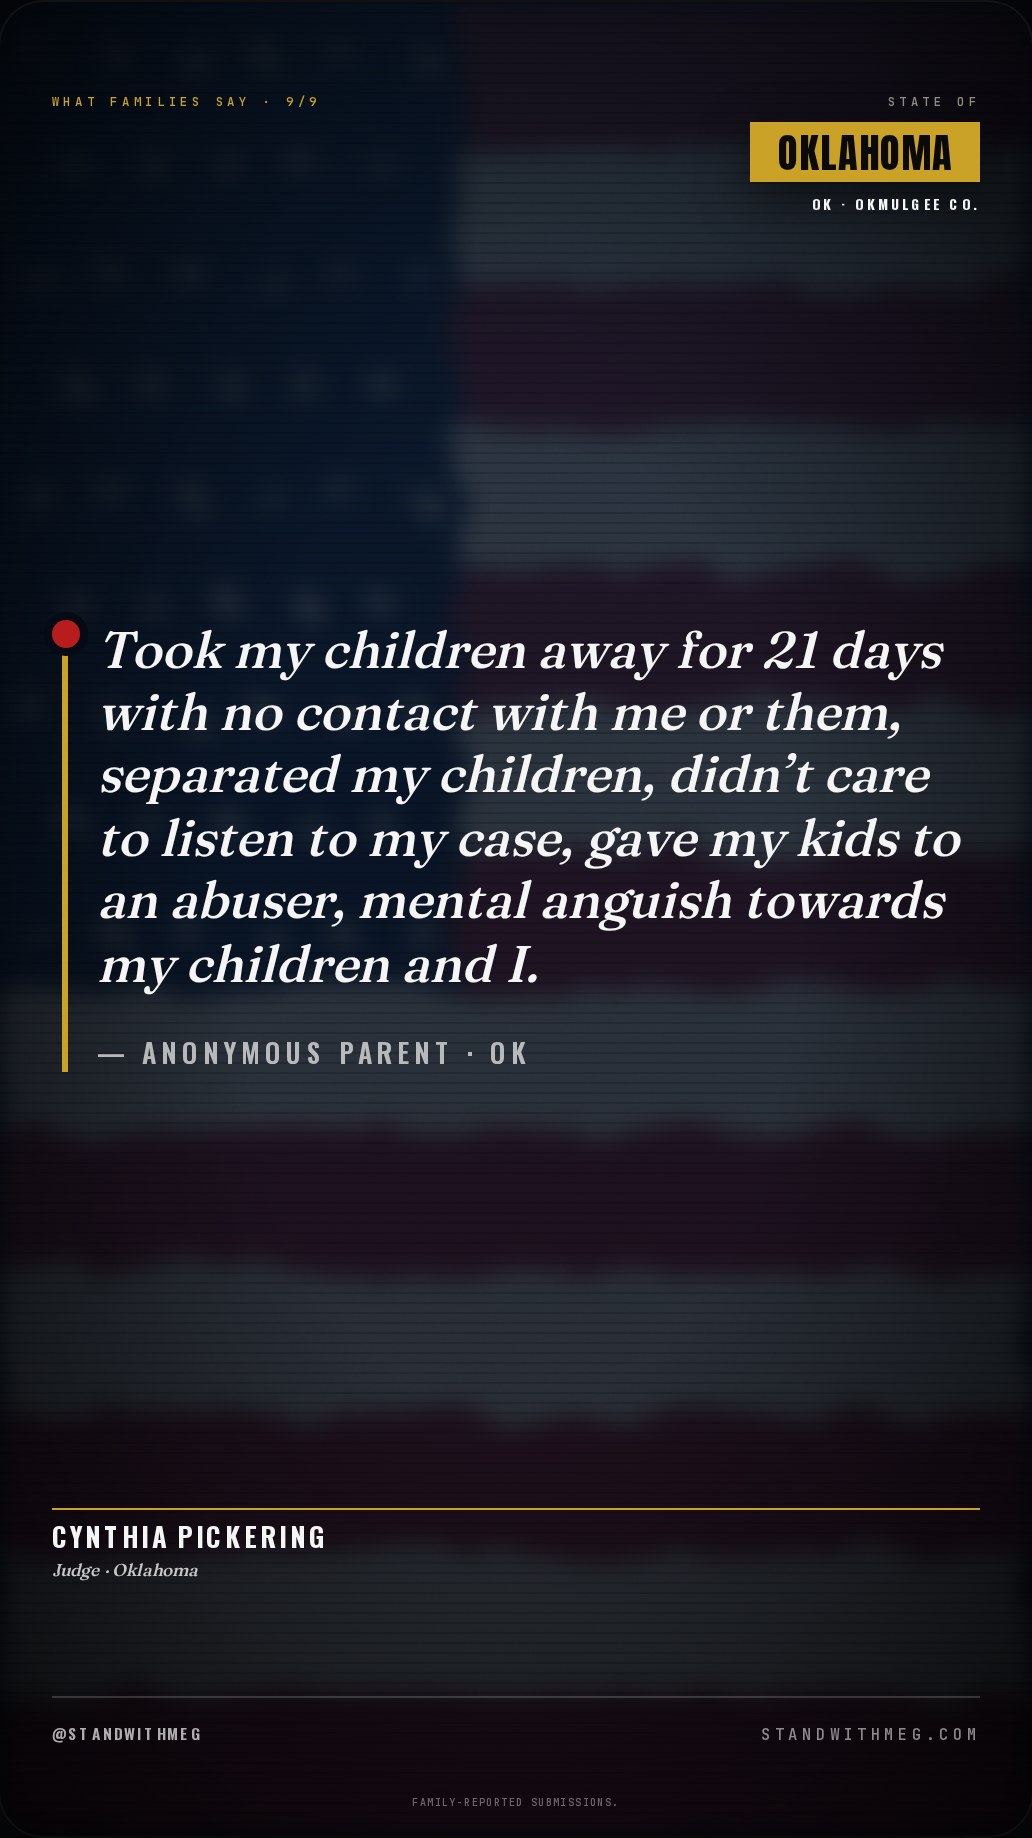 WHAT FAMILIES SAY · 9/9
STATE OF
OKLAHOMA
OK · OKMULGEE CO.
Took my children away for 21 days
with no contact with me or them,
separated my children, didn’t care
to listen to my case, gave my kids to
an abuser, mental anguish towards
my children and I.
— ANONYMOUS PARENT · OK
CYNTHIA PICKERING
Judge · Oklahoma
@STANDWITHMEG
STANDWITHMEG.COM
FAMILY-REPORTED SUBMISSIONS.